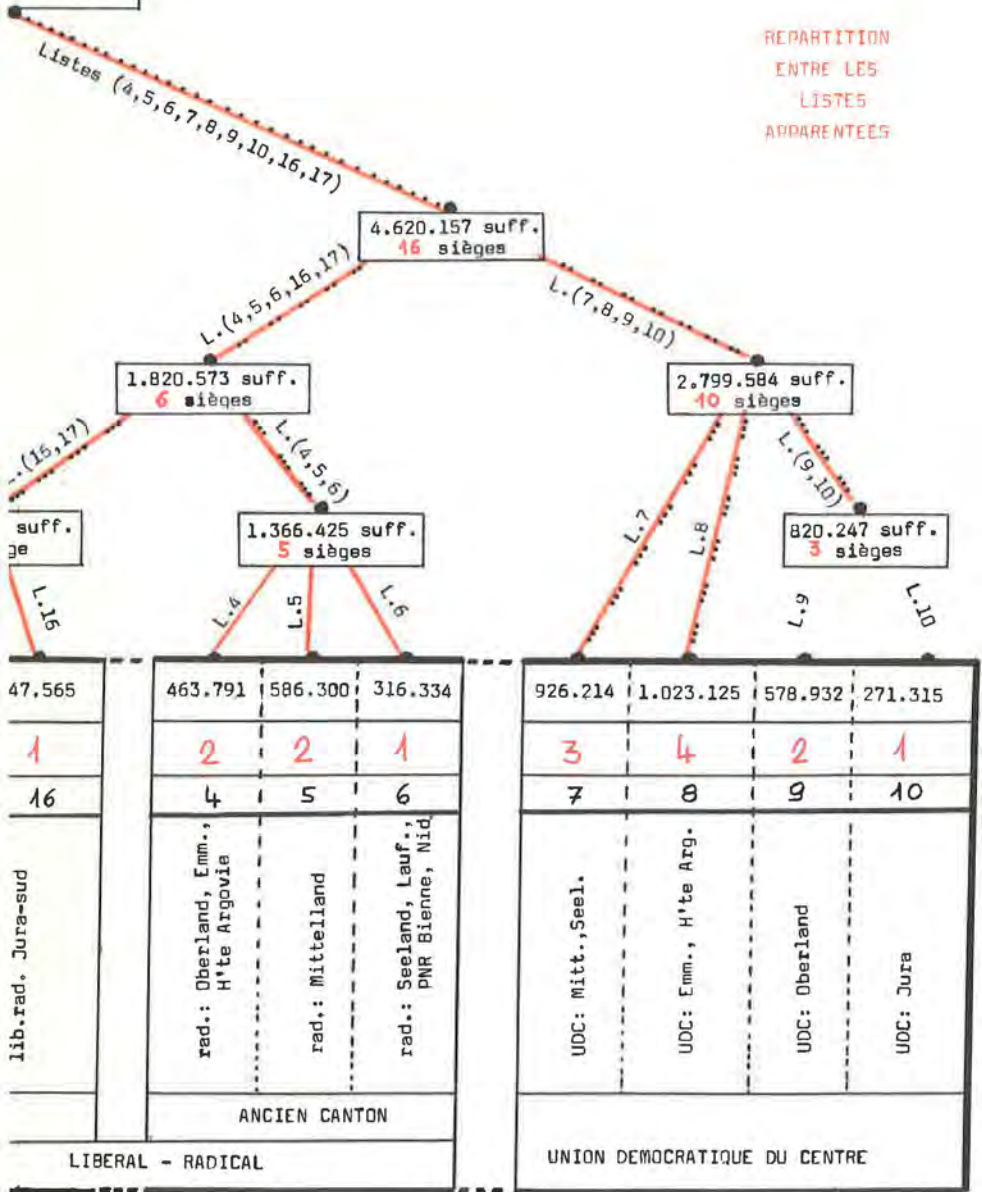 REPARTITION
ENTRE LES
LISTES
APPARENTEES
Listes (4,5,6,7,8,9,10,16,17)
4.620.157 suff.
16 sièges
L.(4,5,6,16,17)
L.(7,8,9,10)
1.820.573 suff.
6 sièges
2.799.584 suff.
10 sièges
.(16,17)
L.(4,5,6)
L.7
L.8
L.(9,10)
suff.
ge
1.366.425 suff.
5 sièges
820.247 suff.
3 sièges
L.16
L.4
L.5
L.6
L.9
L.10
47.565
463.791
586.300
316.334
926.214
1.023.125
578.932
271.315
1
2
2
1
3
4
2
1
16
4
5
6
7
8
9
10
lib.rad. Jura-sud
rad.: Oberland, Emm.,
H'te Argovie
rad.: Mittelland
rad.: Seeland, Lauf.,
PNR Bienne, Nid
UDC: Mitt.,Seel.
UDC: Emm., H'te Arg.
UDC: Oberland
UDC: Jura
ANCIEN CANTON
LIBERAL - RADICAL
UNION DEMOCRATIQUE DU CENTRE